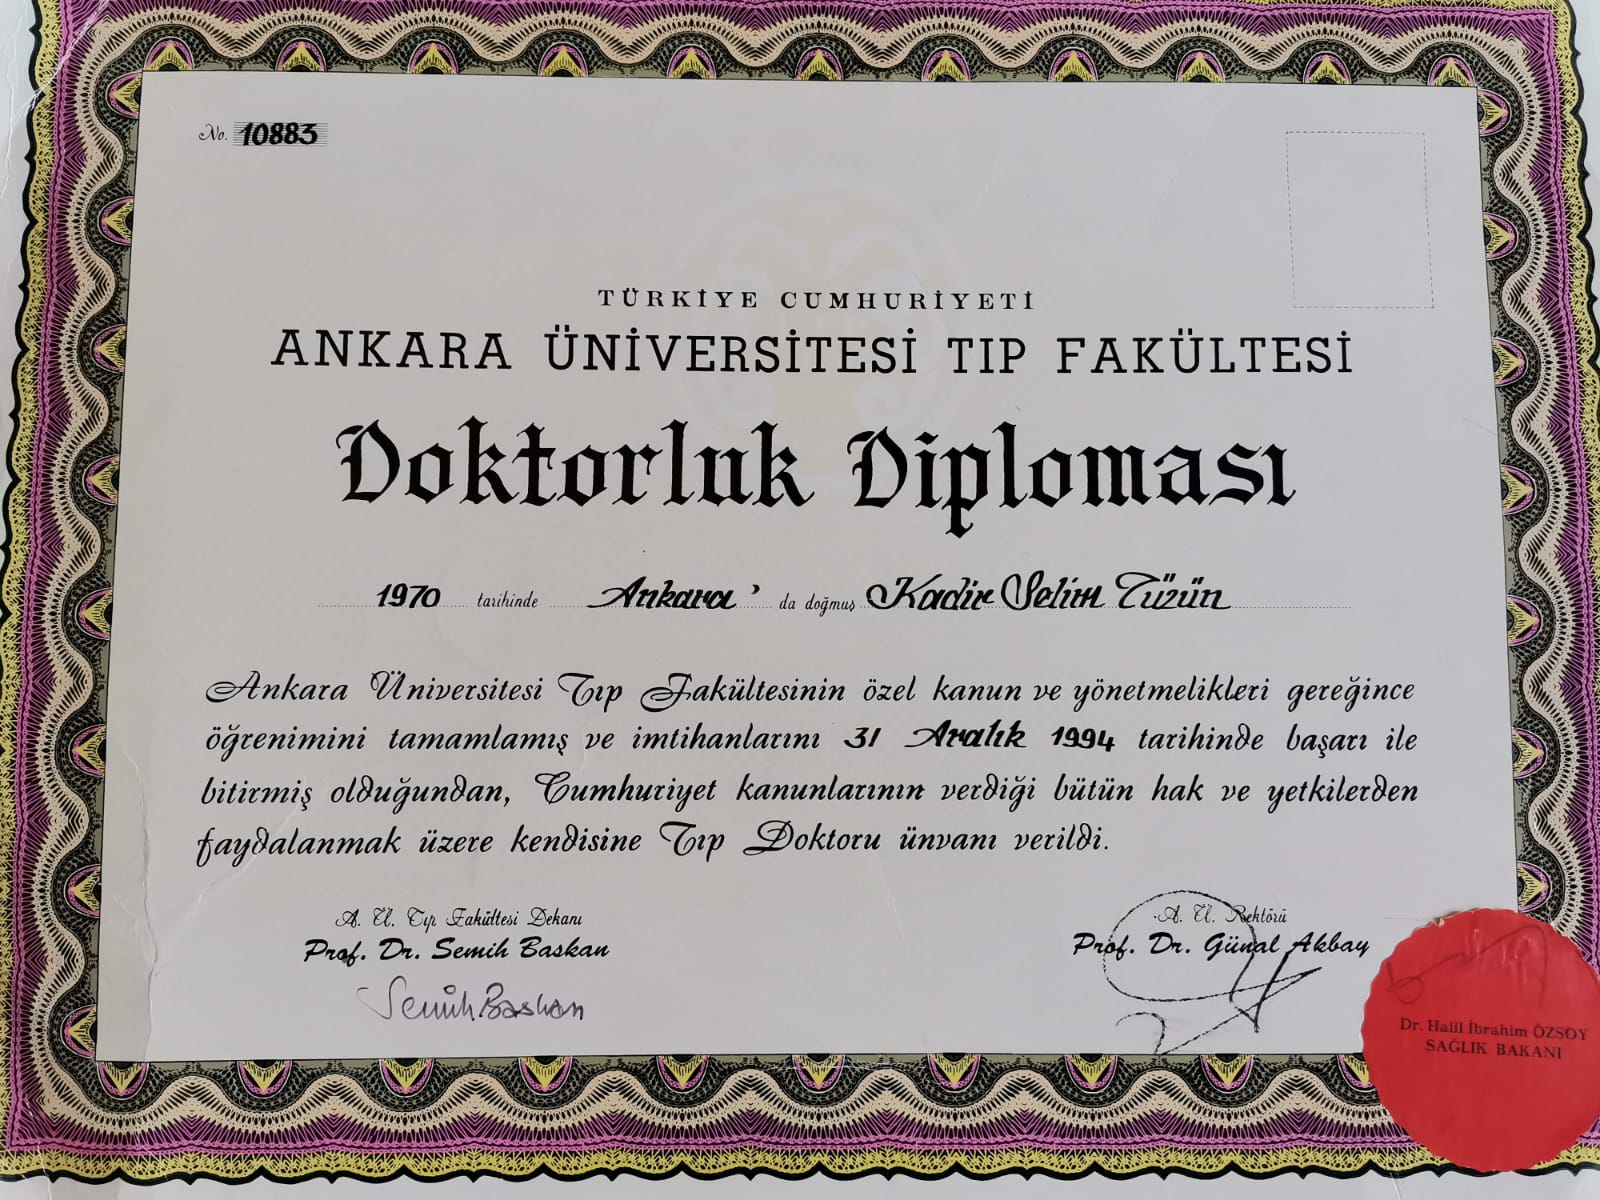 No. 10883
TÜRKİYE CUMHURİYETİ
ANKARA ÜNİVERSİTESİ TIP FAKÜLTESİ
Doktorluk Diploması
1970 tarihinde Ankara' da doğmuş Kadir Selim Tüzün
Ankara Üniversitesi Tıp Fakültesinin özel kanun ve yönetmelikleri gereğince
öğrenimini tamamlamış ve imtihanlarını 31 Aralık 1994 tarihinde başarı ile
bitirmiş olduğundan, Cumhuriyet kanunlarının verdiği bütün hak ve yetkilerden
faydalanmak üzere kendisine Tıp Doktoru ünvanı verildi.
A. Ü. Tıp Fakültesi Dekanı
Prof. Dr. Semih Baskan
Semih Baskan
A. Ü. Rektörü
Prof. Dr. Günal Akbay
Dr. Halil İbrahim ÖZSOY
SAĞLIK BAKANI